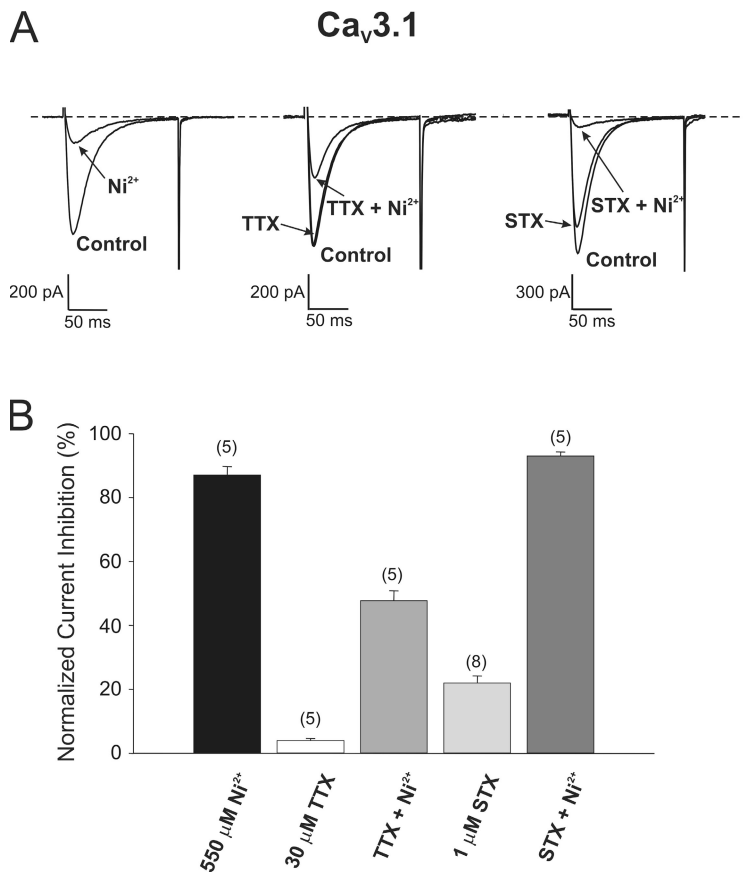 A
Ca_V3.1
Ni²⁺
Control
200 pA
50 ms
TTX
TTX + Ni²⁺
Control
200 pA
50 ms
STX
STX + Ni²⁺
Control
300 pA
50 ms
B
Normalized Current Inhibition (%)
100
80
60
40
20
0
(5)
(5)
(5)
(8)
(5)
550 µM Ni²⁺
30 µM TTX
TTX + Ni²⁺
1 µM STX
STX + Ni²⁺